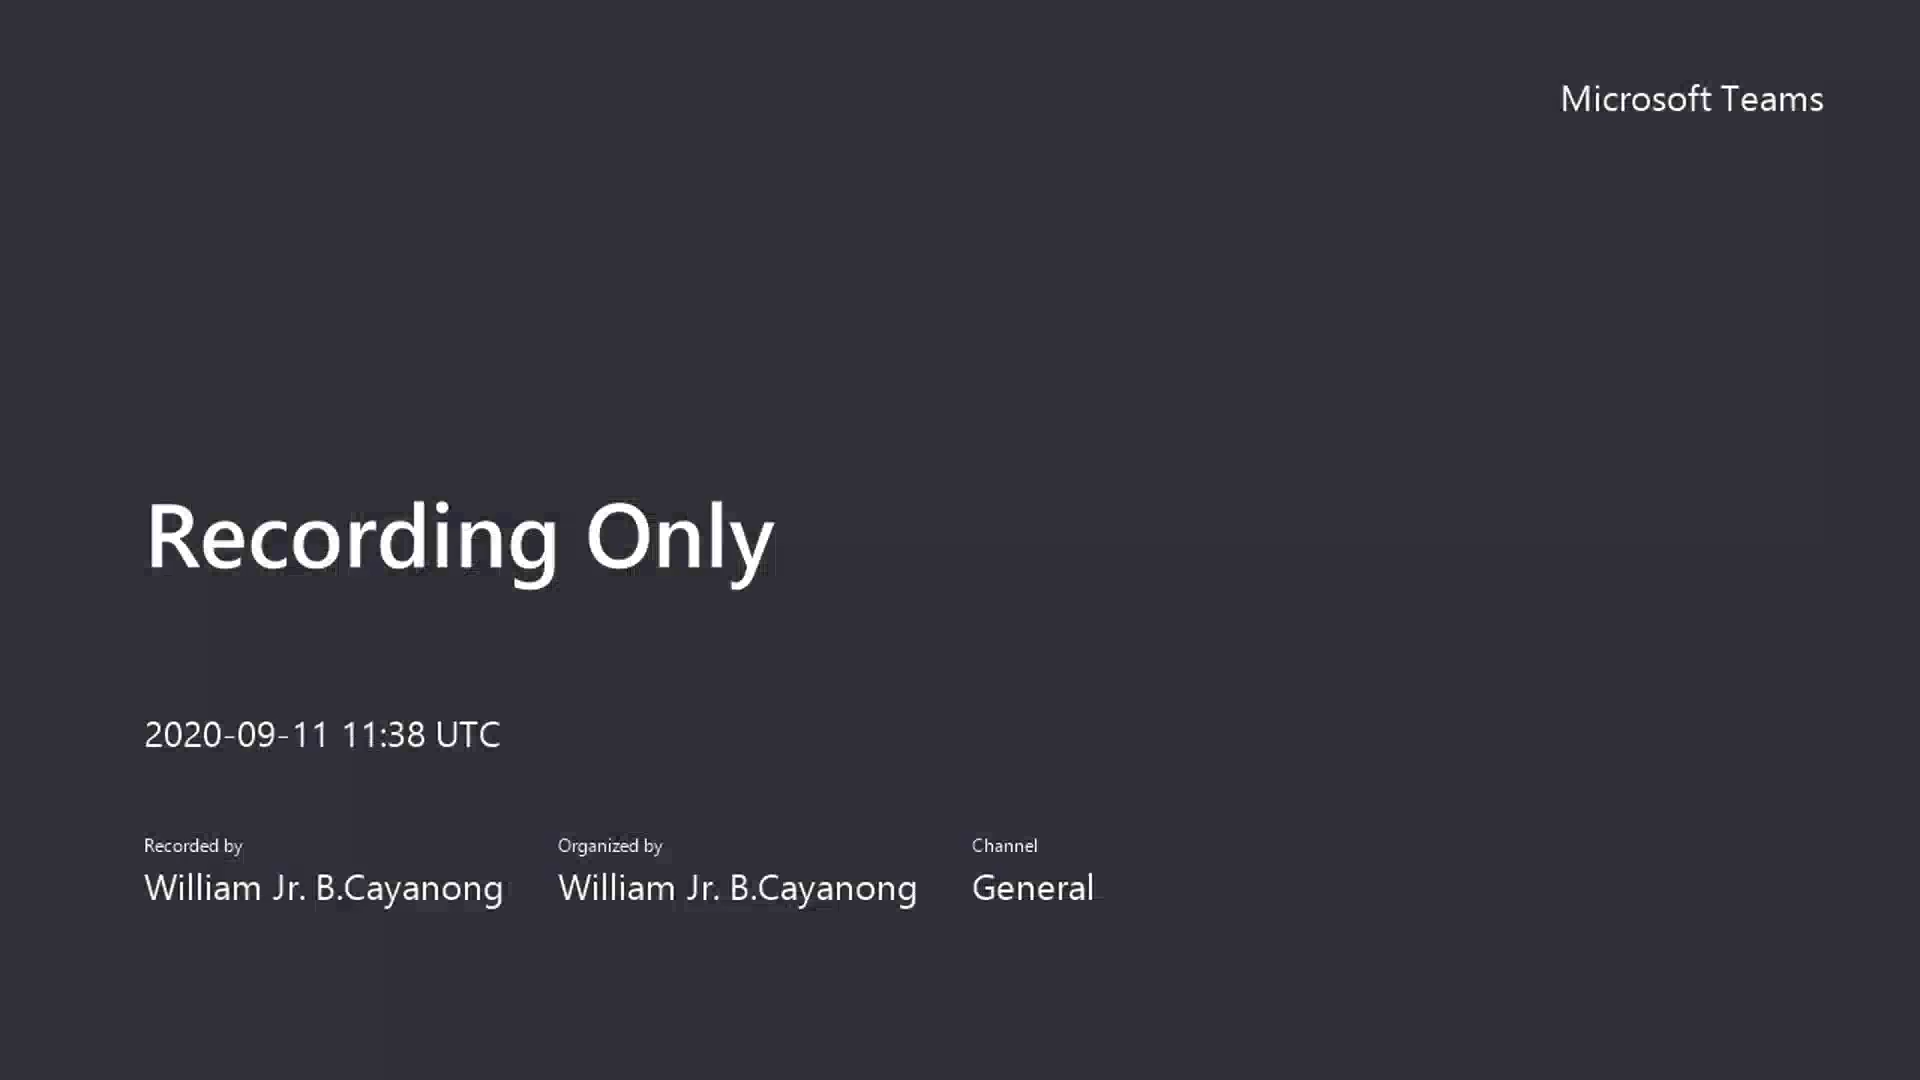 Microsoft Teams
Recording Only
2020-09-11 11:38 UTC
Recorded by
William Jr. B.Cayanong
Organized by
William Jr. B.Cayanong
Channel
General